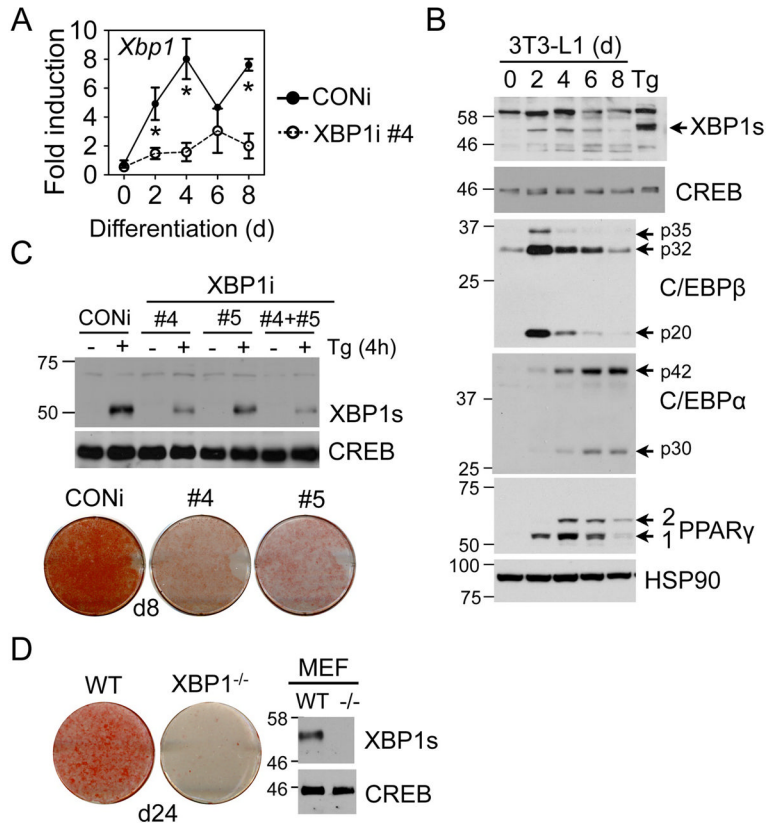 A
Xbp1
Fold induction
10
8
6
4
2
0
* * *
0 2 4 6 8
Differentiation (d)
CONi
XBP1i #4
B
3T3-L1 (d)
0 2 4 6 8 Tg
58
46
XBP1s
46
CREB
37
25
p35
p32
C/EBPβ
p20
37
25
p42
C/EBPα
p30
75
50
2
1
PPARγ
100
75
HSP90
C
XBP1i
CONi #4 #5 #4+#5
- + - + - + - + Tg (4h)
75
50
XBP1s
CREB
CONi #4 #5
d8
D
WT XBP1-/-
d24
MEF
WT -/-
58
46
XBP1s
46
CREB